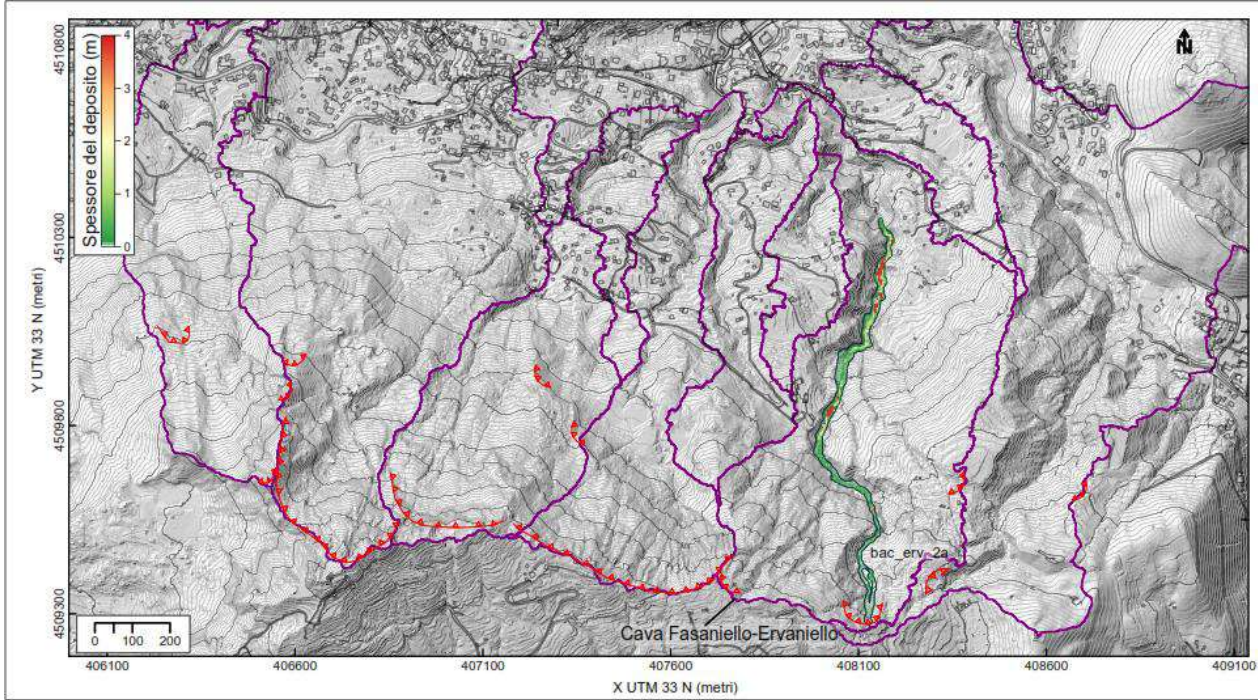 Spessore del deposito (m)
4
3
2
1
0
N
4510800
4510300
4509800
4509300
Y UTM 33 N (metri)
bac_erv_2a
Cava Fasaniello-Ervaniello
0 100 200
406100 406600 407100 407600 408100 408600 409100
X UTM 33 N (metri)